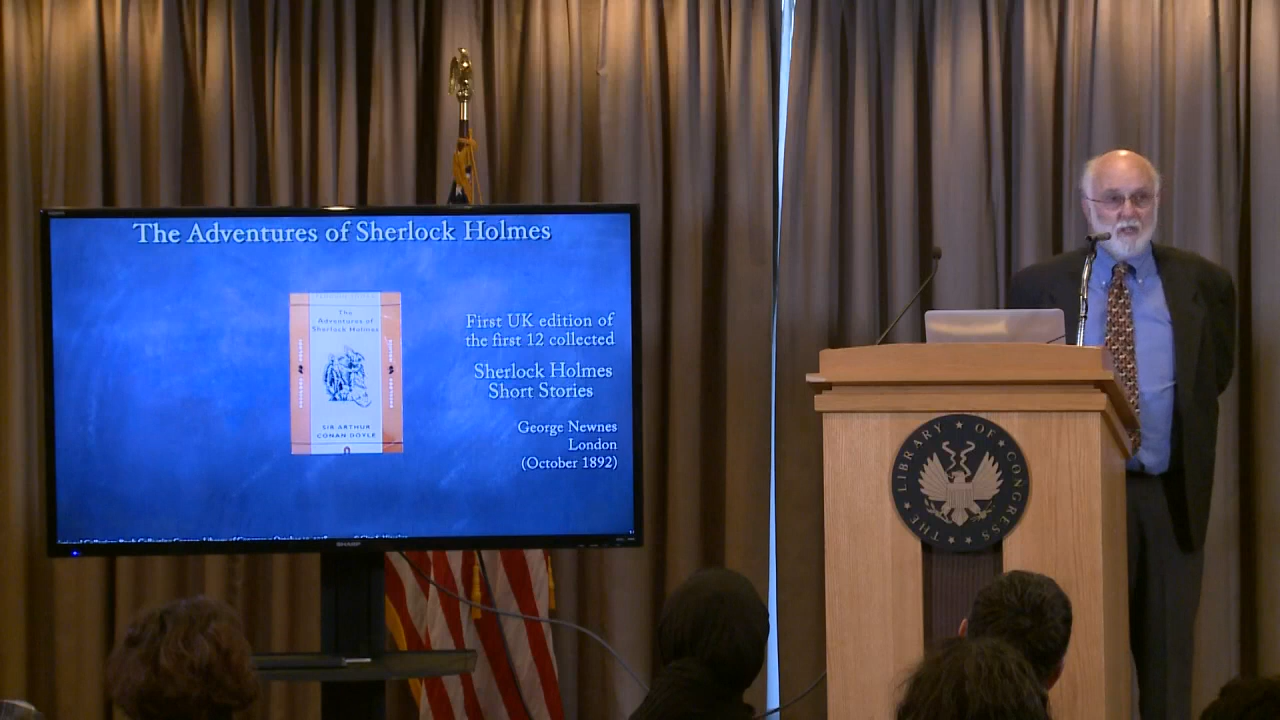 The Adventures of Sherlock Holmes
The
Adventures of
Sherlock Holmes
SIR ARTHUR
CONAN DOYLE
First UK edition of
the first 12 collected
Sherlock Holmes
Short Stories
George Newnes
London
(October 1892)
SHARP
THE LIBRARY OF CONGRESS